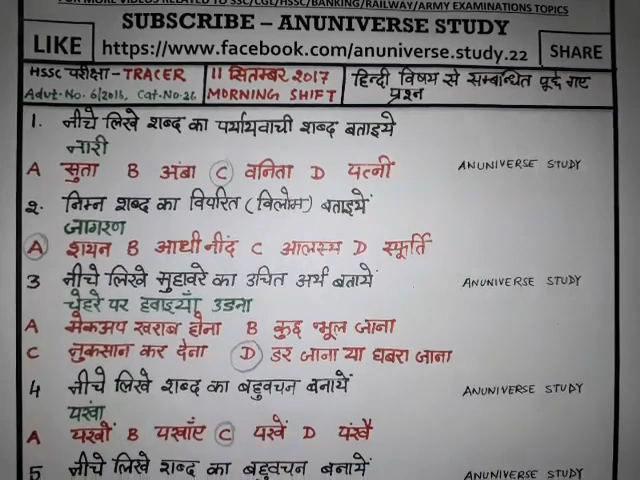 FOR MORE VIDEOS RELATED TO SSC/CGL/HSSC/BANKING/RAILWAY/ARMY EXAMINATIONS TOPICS
SUBSCRIBE – ANUNIVERSE STUDY
LIKE https://www.facebook.com/anuniverse.study.22 SHARE
HSSC परीक्षा - TRACER 11 सितम्बर 2017 हिन्दी विषय से सम्बन्धित पूछे गए
Advt-No. 6/2016, Cat-No-26 MORNING SHIFT प्रश्न
1. नीचे लिखे शब्द का पर्यायवाची शब्द बताइये
नारी
A सुता B अंबा C वनिता D पत्नी ANUNIVERSE STUDY
2. निम्न शब्द का विपरित (विलोम) बताइयें
जागरण
A शयन B आधी नींद C आलस्य D स्फूर्ति
3 नीचे लिखे मुहावरे का उचित अर्थ बतायें ANUNIVERSE STUDY
चेहरे पर हवाइयाँ उडना
A मेकअप खराब होना B कुछ भूल जाना
C नुकसान कर देना D डर जाना या घबरा जाना
4 नीचे लिखे शब्द का बहुवचन बनायें ANUNIVERSE STUDY
पंखा
A पंखों B पंखाएं C पंखे D पंखै
5 नीचे लिखे शब्द का बहुवचन बनायें ANUNIVERSE STUDY